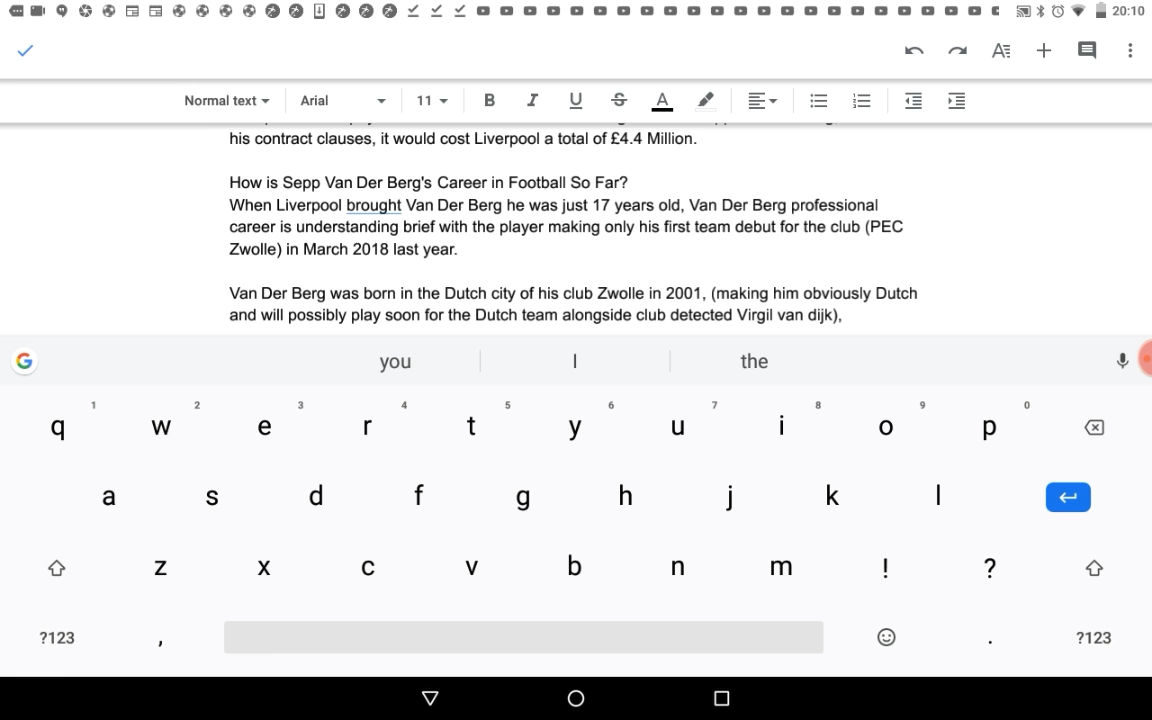 20:10
Normal text
Arial
11
B
I
U
S
A
his contract clauses, it would cost Liverpool a total of £4.4 Million.
How is Sepp Van Der Berg's Career in Football So Far?
When Liverpool brought Van Der Berg he was just 17 years old, Van Der Berg professional
career is understanding brief with the player making only his first team debut for the club (PEC
Zwolle) in March 2018 last year.
Van Der Berg was born in the Dutch city of his club Zwolle in 2001, (making him obviously Dutch
and will possibly play soon for the Dutch team alongside club detected Virgil van dijk),
G
you I the
1 2 3 4 5 6 7 8 9 0
q w e r t y u i o p
a s d f g h j k l
z x c v b n m ! ?
?123 , . ?123